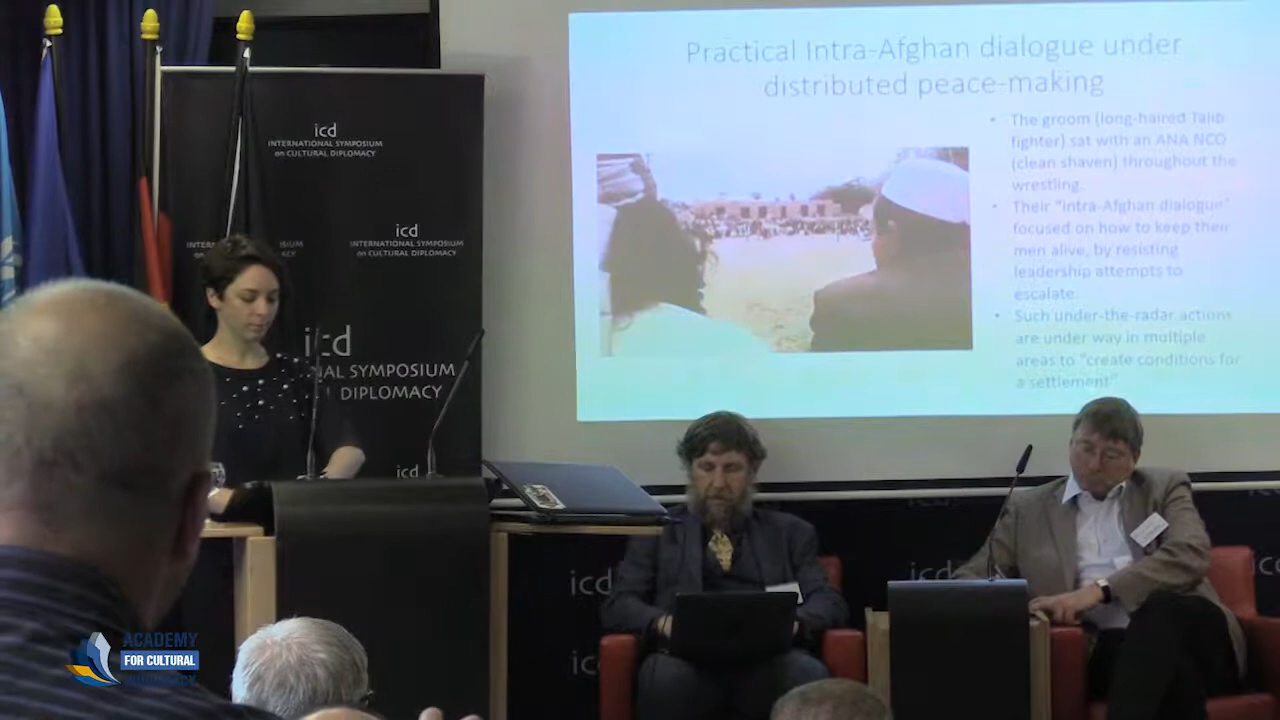 Practical Intra-Afghan dialogue under
distributed peace-making
• The groom (long-haired Talib
fighter) sat with an ANA NCO
(clean shaven) throughout the
wrestling.
• Their "intra-Afghan dialogue"
focused on how to keep their
men alive, by resisting
leadership attempts to
escalate.
• Such under-the-radar actions
are under way in multiple
areas to "create conditions for
a settlement"
icd
INTERNATIONAL SYMPOSIUM
on CULTURAL DIPLOMACY
icd
INTERNATIONAL SYMPOSIUM
on CULTURAL DIPLOMACY
icd
SYMPOSIUM
DIPLOMACY
icd
icd
icd
icd
ACADEMY
FOR CULTURAL
DIPLOMACY